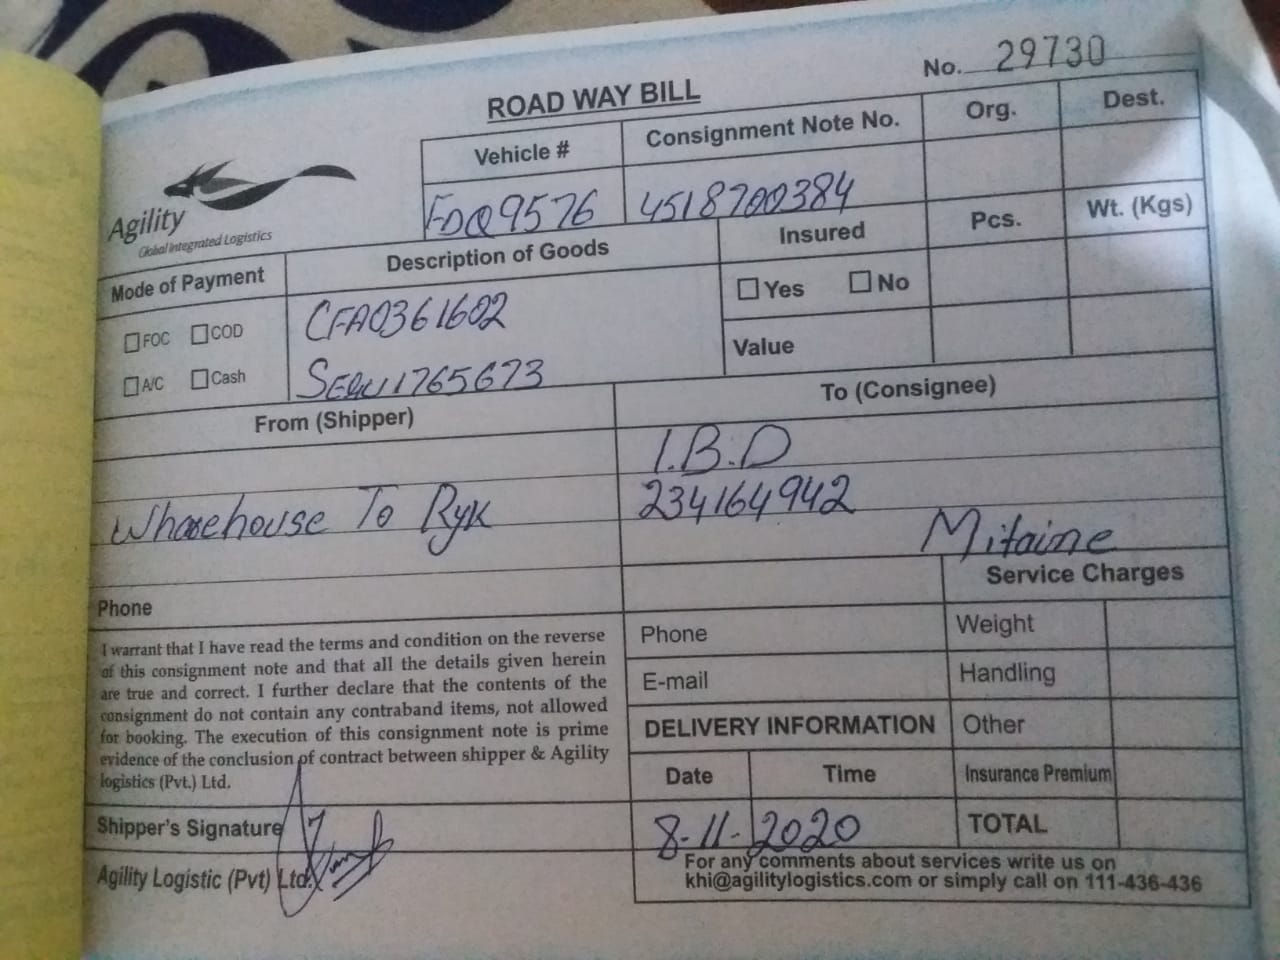 No. 29730
ROAD WAY BILL
Agility
Global Integrated Logistics
Vehicle # Consignment Note No. Org. Dest.
FDQ9576 4518700384
Mode of Payment Description of Goods Insured Pcs. Wt. (Kgs)
☐ FOC ☐ COD CFA0361602 ☐ Yes ☐ No
☐ A/C ☐ Cash SEGU1765673 Value
From (Shipper) To (Consignee)
I.B.D
Wharehouse To Ryk 234164942
Mitaine
Phone Service Charges
I warrant that I have read the terms and condition on the reverse
of this consignment note and that all the details given herein
are true and correct. I further declare that the contents of the
consignment do not contain any contraband items, not allowed
for booking. The execution of this consignment note is prime
evidence of the conclusion of contract between shipper & Agility
logistics (Pvt.) Ltd.
Phone Weight
E-mail Handling
DELIVERY INFORMATION Other
Date Time Insurance Premium
Shipper's Signature 8-11-2020 TOTAL
Agility Logistic (Pvt) Ltd.
For any comments about services write us on
khi@agilitylogistics.com or simply call on 111-436-436